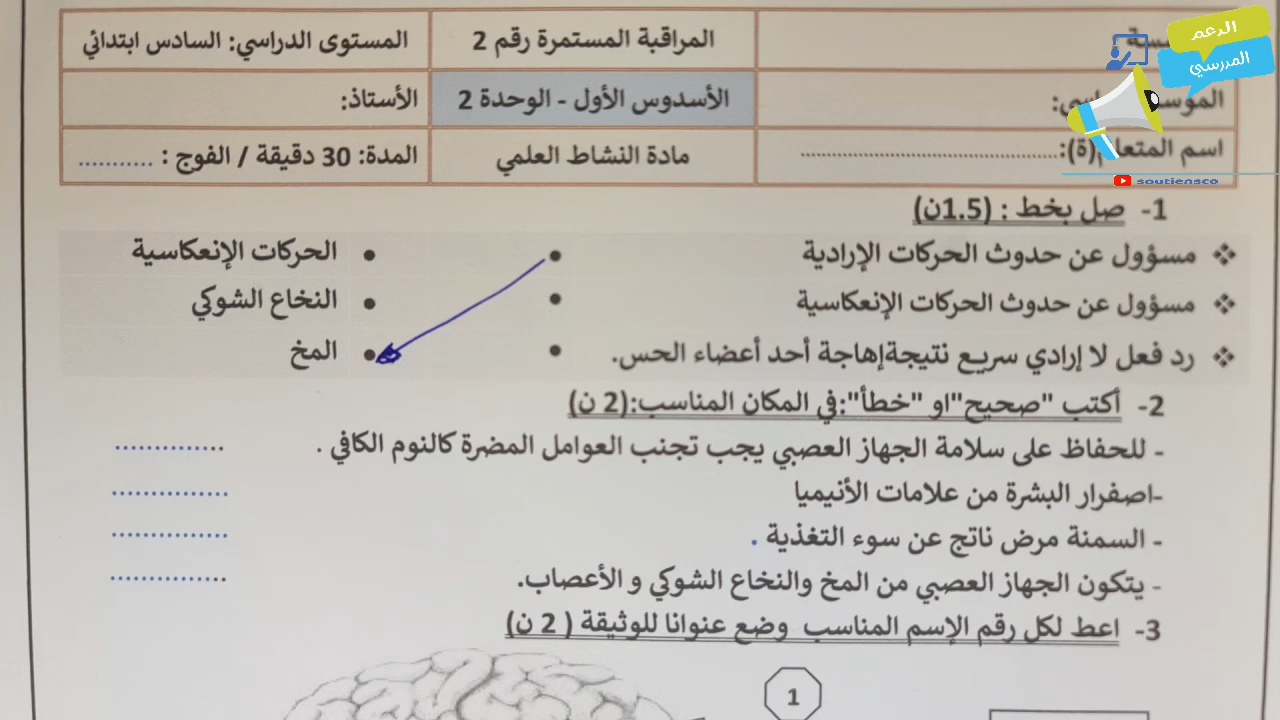 الدعم
المدرسي
soutiensco
المراقبة المستمرة رقم 2
المستوى الدراسي: السادس ابتدائي
الأسدوس الأول - الوحدة 2
الأستاذ:
اسم المتعلم(ة):..........................................
مادة النشاط العلمي
المدة: 30 دقيقة / الفوج : ..........
1- صل بخط : (1.5ن)
❖ مسؤول عن حدوث الحركات الإرادية • • الحركات الإنعكاسية
❖ مسؤول عن حدوث الحركات الإنعكاسية • • النخاع الشوكي
❖ رد فعل لا إرادي سريع نتيجةإهاجة أحد أعضاء الحس. • • المخ
2- أكتب "صحيح"او "خطأ":في المكان المناسب:(2 ن)
- للحفاظ على سلامة الجهاز العصبي يجب تجنب العوامل المضرة كالنوم الكافي . ..............
-اصفرار البشرة من علامات الأنيميا ...............
- السمنة مرض ناتج عن سوء التغذية . ...............
- يتكون الجهاز العصبي من المخ والنخاع الشوكي و الأعصاب. ...............
3- اعط لكل رقم الإسم المناسب وضع عنوانا للوثيقة ( 2 ن)
1